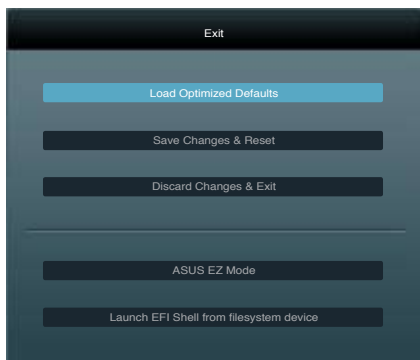 Exit
Load Optimized Defaults
Save Changes & Reset
Discard Changes & Exit
ASUS EZ Mode
Launch EFI Shell from filesystem device